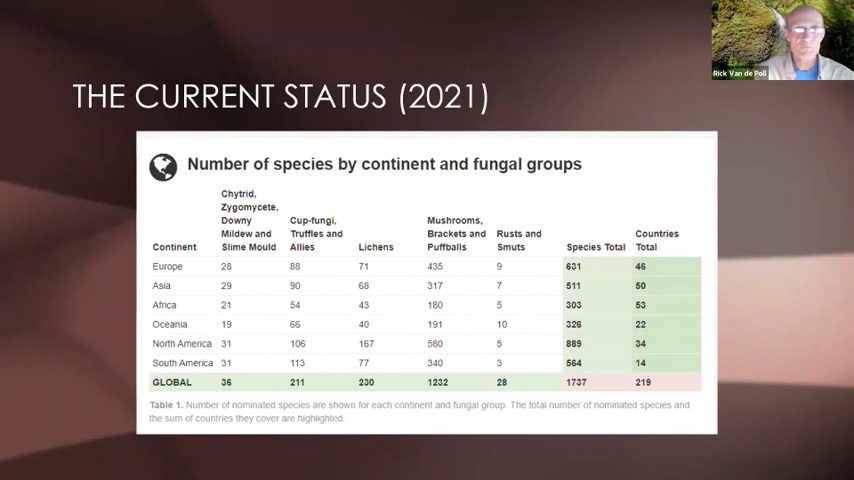 Rick Van de Poll
THE CURRENT STATUS (2021)
Number of species by continent and fungal groups
Continent Chytrid, Zygomycete, Downy Mildew and Slime Mould Cup-fungi, Truffles and Allies Lichens Mushrooms, Brackets and Puffballs Rusts and Smuts Species Total Countries Total
Europe 28 88 71 435 9 631 46
Asia 29 90 68 317 7 511 50
Africa 21 54 43 180 5 303 53
Oceania 19 66 40 191 10 326 22
North America 31 106 167 580 5 889 34
South America 31 113 77 340 3 564 14
GLOBAL 36 211 230 1232 28 1737 219
Table 1. Number of nominated species are shown for each continent and fungal group. The total number of nominated species and
the sum of countries they cover are highlighted.